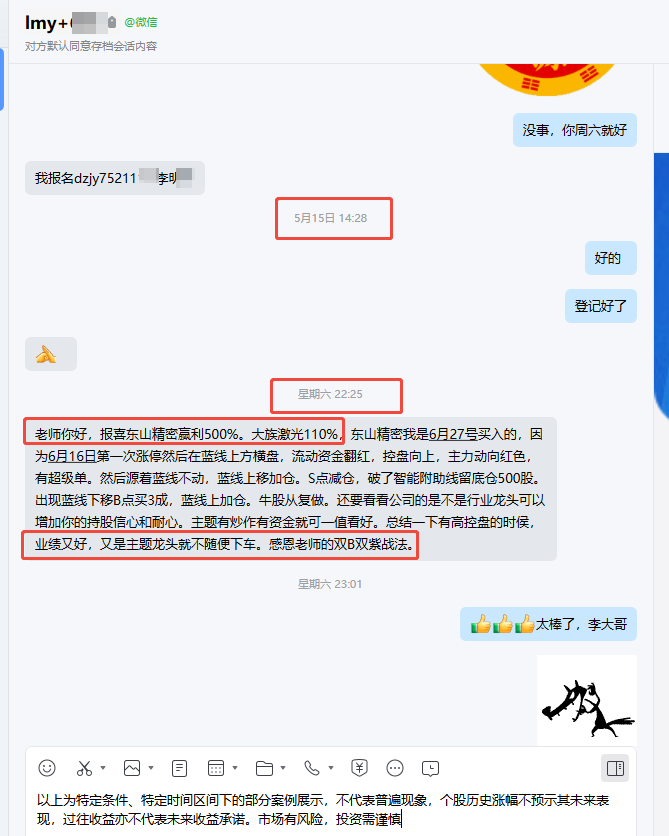 lmy+
@微信
对方默认同意存档会话内容
没事，你周六就好
我报名dzjy75211 李明
5月15日 14:28
好的
登记好了
星期六 22:25
老师你好，报喜东山精密赢利500%。大族激光110%，东山精密我是6月27号买入的，因
为6月16日第一次涨停然后在蓝线上方横盘，流动资金翻红，控盘向上，主力动向红色，
有超级单。然后源着蓝线不动，蓝线上移加仓。S点减仓，破了智能附助线留底仓500股。
出现蓝线下移B点买3成，蓝线上加仓。牛股从复做。还要看看公司的是不是行业龙头可以
增加你的持股信心和耐心。主题有炒作有资金就可一值看好。总结一下有高控盘的时侯，
业绩又好，又是主题龙头就不随便下车。感恩老师的双B双紫战法。
星期六 23:01
👍👍👍太棒了，李大哥
以上为特定条件、特定时间区间下的部分案例展示，不代表普遍现象，个股历史涨幅不预示其未来表
现，过往收益亦不代表未来收益承诺。市场有风险，投资需谨慎